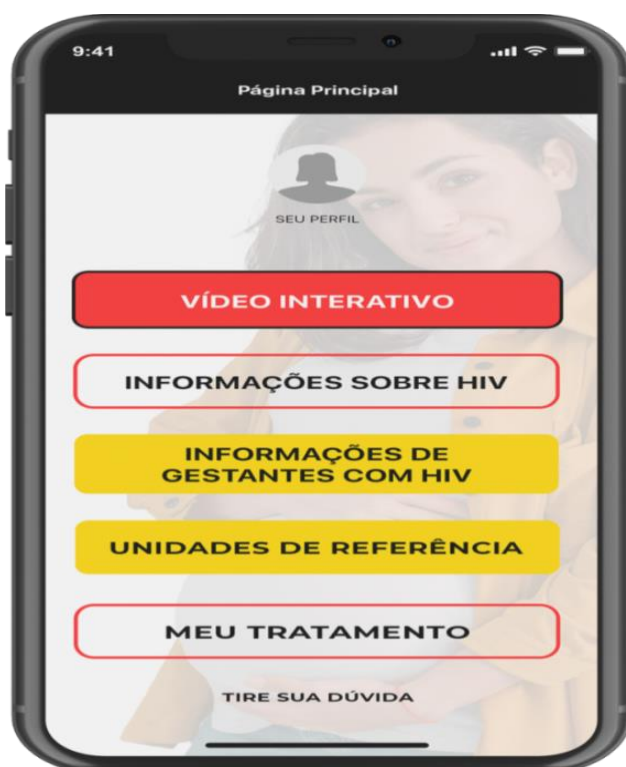 9:41
Página Principal
SEU PERFIL
VÍDEO INTERATIVO
INFORMAÇÕES SOBRE HIV
INFORMAÇÕES DE
GESTANTES COM HIV
UNIDADES DE REFERÊNCIA
MEU TRATAMENTO
TIRE SUA DÚVIDA